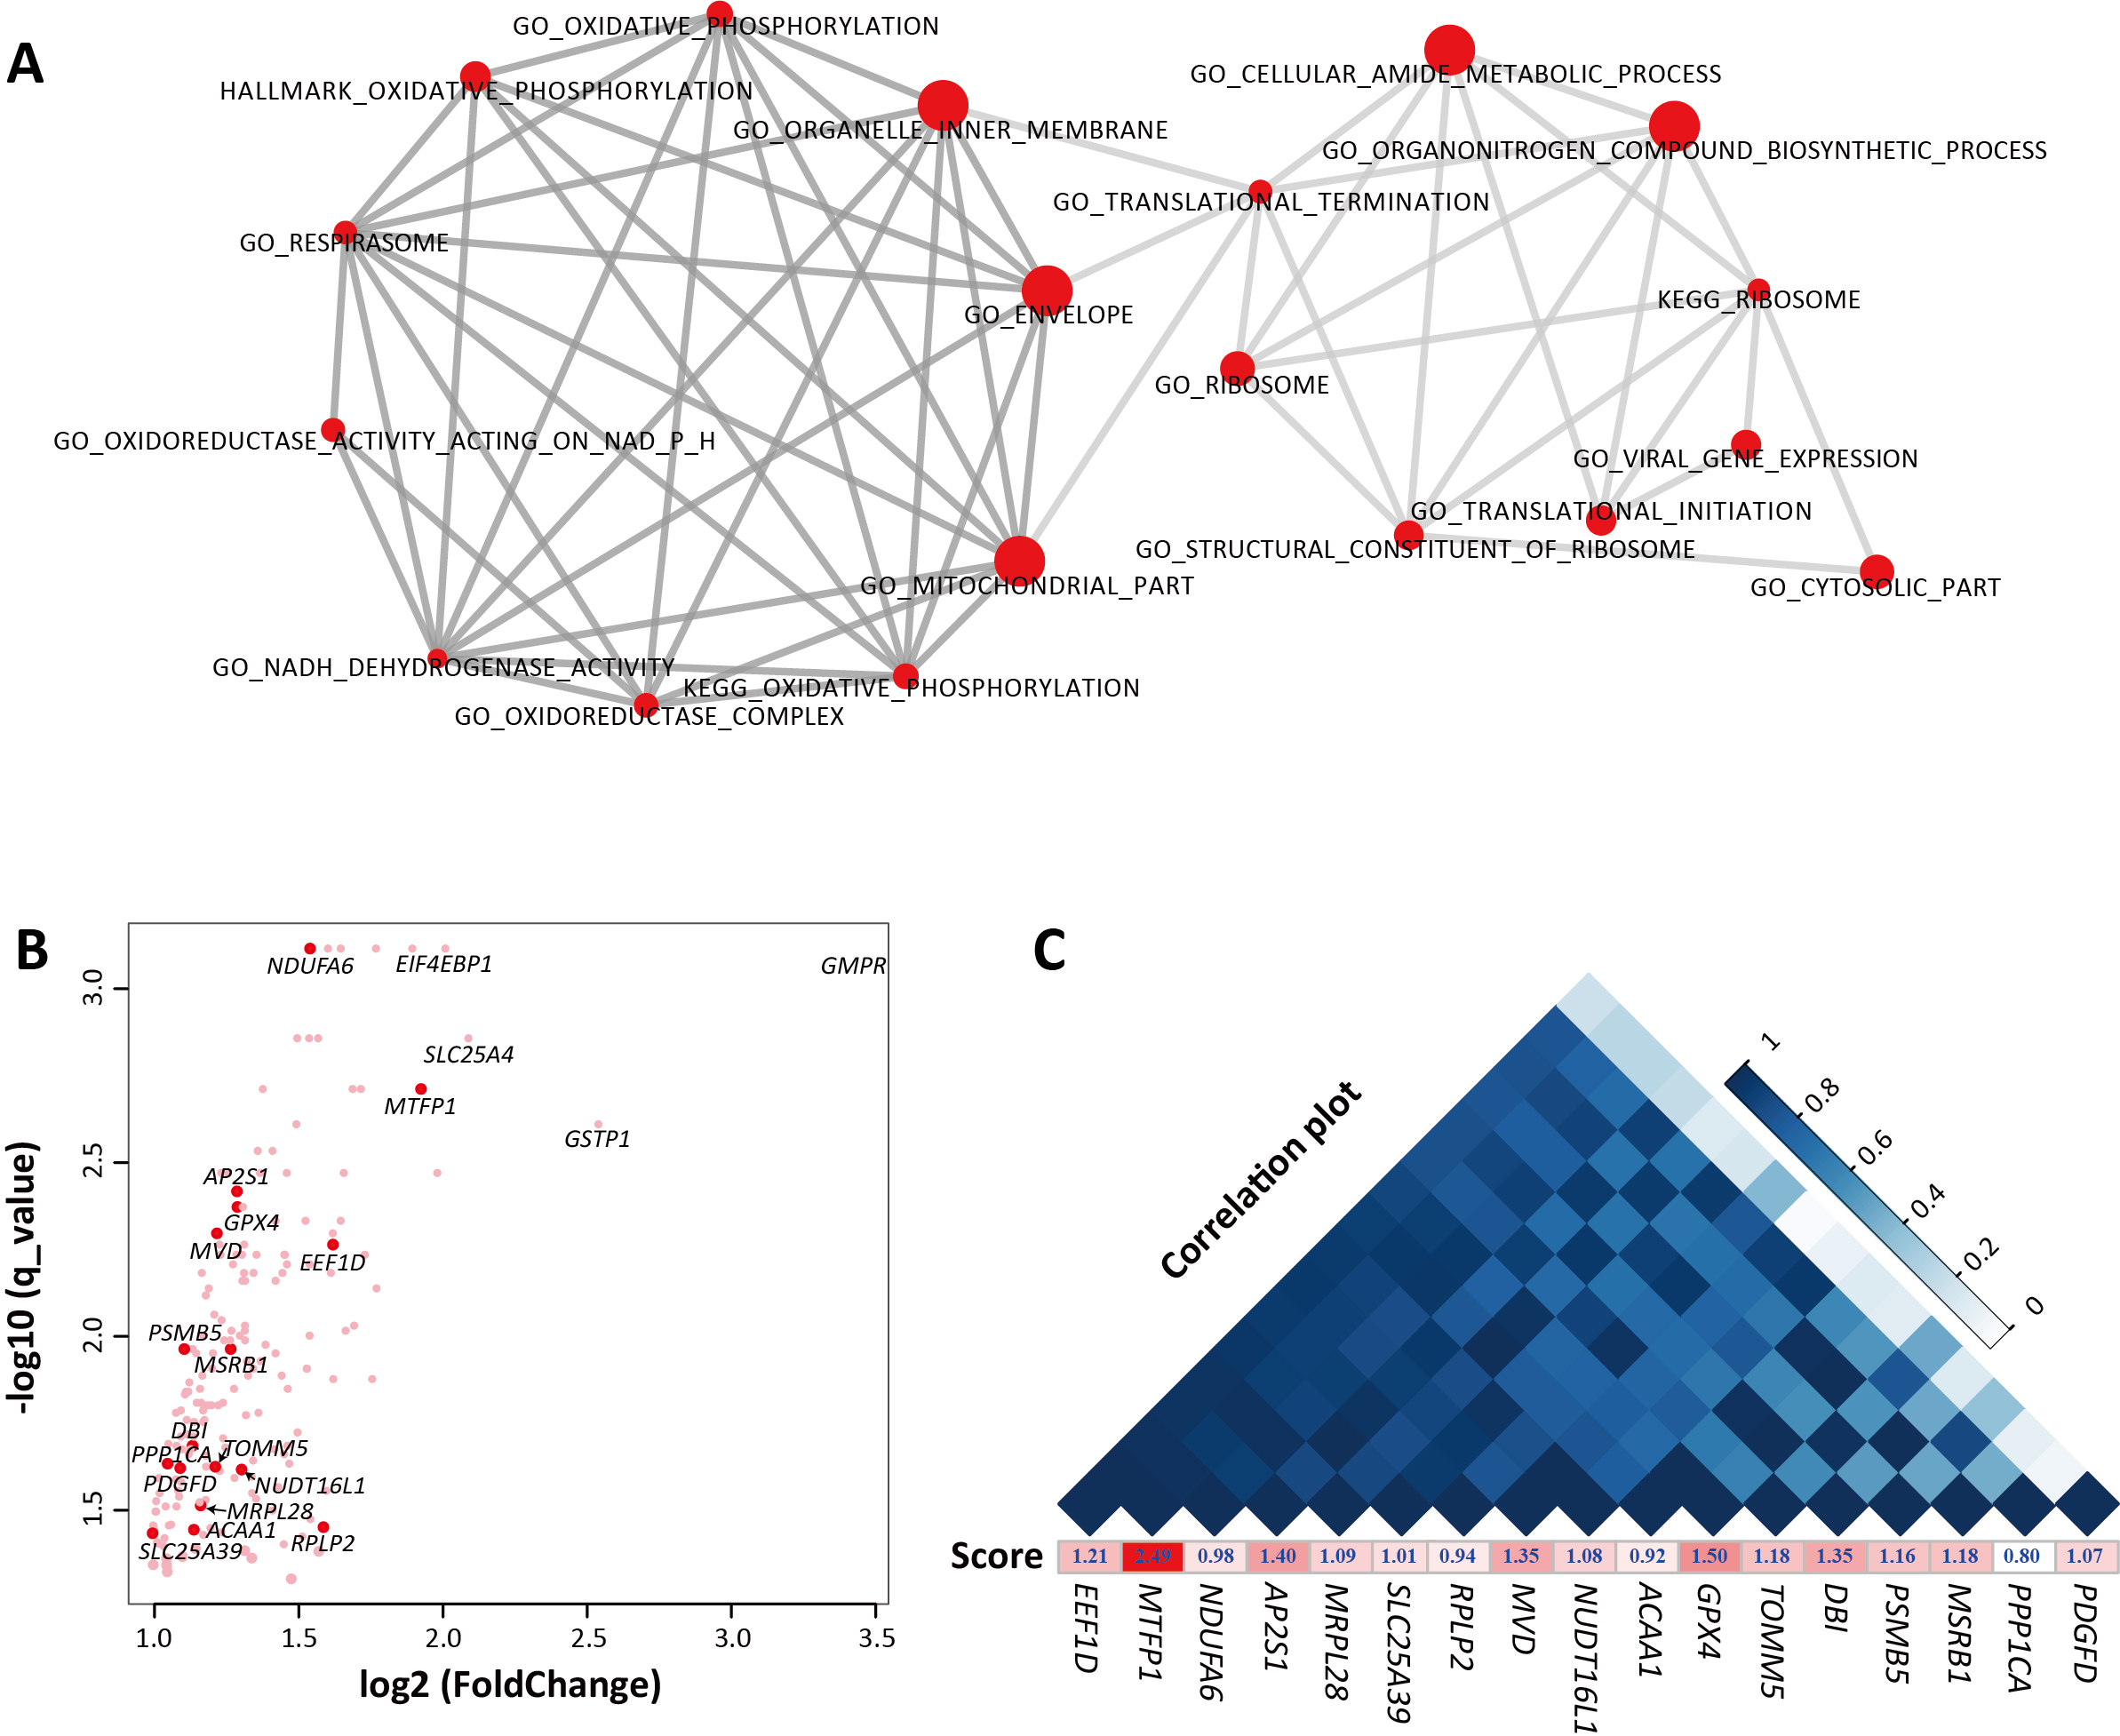 A
GO_OXIDATIVE_PHOSPHORYLATION
HALLMARK_OXIDATIVE_PHOSPHORYLATION
GO_ORGANELLE_INNER_MEMBRANE
GO_RESPIRASOME
GO_ENVELOPE
GO_OXIDOREDUCTASE_ACTIVITY_ACTING_ON_NAD_P_H
GO_MITOCHONDRIAL_PART
GO_NADH_DEHYDROGENASE_ACTIVITY
KEGG_OXIDATIVE_PHOSPHORYLATION
GO_OXIDOREDUCTASE_COMPLEX
GO_CELLULAR_AMIDE_METABOLIC_PROCESS
GO_ORGANONITROGEN_COMPOUND_BIOSYNTHETIC_PROCESS
GO_TRANSLATIONAL_TERMINATION
KEGG_RIBOSOME
GO_RIBOSOME
GO_VIRAL_GENE_EXPRESSION
GO_TRANSLATIONAL_INITIATION
GO_STRUCTURAL_CONSTITUENT_OF_RIBOSOME
GO_CYTOSOLIC_PART
B
-log10 (q_value)
3.0
2.5
2.0
1.5
NDUFA6
EIF4EBP1
GMPR
SLC25A4
MTFP1
GSTP1
AP2S1
GPX4
MVD
EEF1D
PSMB5
MSRB1
DBI
TOMM5
PPP1CA
PDGFD
NUDT16L1
MRPL28
ACAA1
SLC25A39
RPLP2
1.0 1.5 2.0 2.5 3.0 3.5
log2 (FoldChange)
C
Correlation plot
1
0.8
0.6
0.4
0.2
0
Score 1.21 2.49 0.98 1.40 1.09 1.01 0.94 1.35 1.08 0.92 1.50 1.18 1.35 1.16 1.18 0.80 1.07
EEF1D
MTFP1
NDUFA6
AP2S1
MRPL28
SLC25A39
RPLP2
MVD
NUDT16L1
ACAA1
GPX4
TOMM5
DBI
PSMB5
MSRB1
PPP1CA
PDGFD